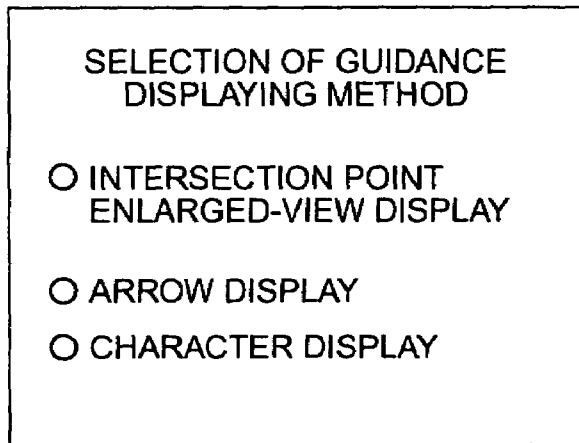 SELECTION OF GUIDANCE
DISPLAYING METHOD
INTERSECTION POINT
ENLARGED-VIEW DISPLAY
ARROW DISPLAY
CHARACTER DISPLAY